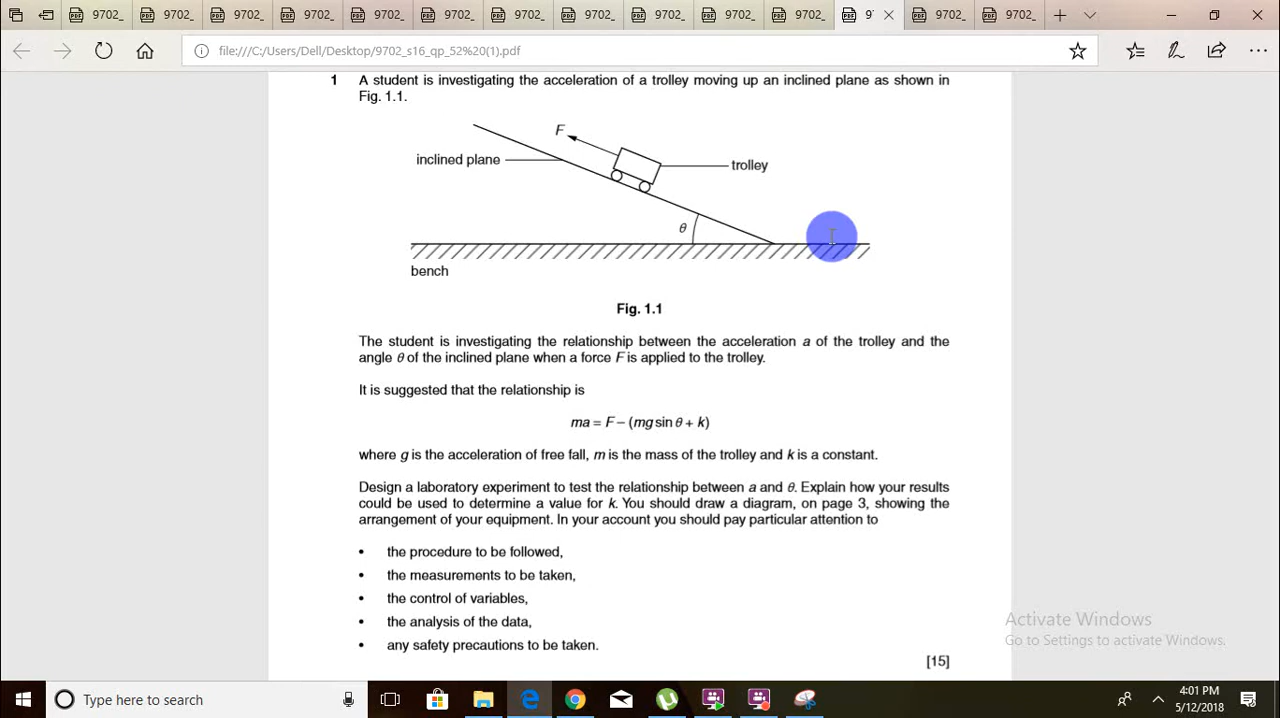 9702_
9702_
9702_
9702_
9702_
9702_
9702_
9702_
9702_
9702_
9702_
9'
9702_
9702_
file:///C:/Users/Dell/Desktop/9702_s16_qp_52%20(1).pdf
1 A student is investigating the acceleration of a trolley moving up an inclined plane as shown in
Fig. 1.1.
F
inclined plane
trolley
θ
bench
Fig. 1.1
The student is investigating the relationship between the acceleration a of the trolley and the
angle θ of the inclined plane when a force F is applied to the trolley.
It is suggested that the relationship is
ma = F – (mg sin θ + k)
where g is the acceleration of free fall, m is the mass of the trolley and k is a constant.
Design a laboratory experiment to test the relationship between a and θ. Explain how your results
could be used to determine a value for k. You should draw a diagram, on page 3, showing the
arrangement of your equipment. In your account you should pay particular attention to
• the procedure to be followed,
• the measurements to be taken,
• the control of variables,
• the analysis of the data,
• any safety precautions to be taken.
[15]
Activate Windows
Go to Settings to activate Windows.
Type here to search
4:01 PM
5/12/2018